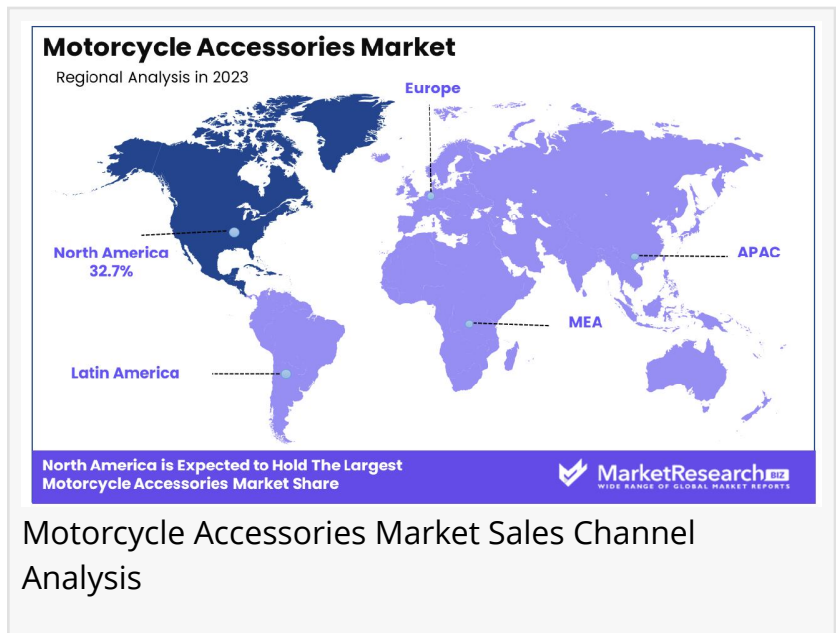 Motorcycle Accessories Market
Regional Analysis in 2023
Europe
North America
32.7%
APAC
MEA
Latin America
North America is Expected to Hold The Largest
Motorcycle Accessories Market Share
MarketResearch BIZ
WIDE RANGE OF GLOBAL MARKET REPORTS
Motorcycle Accessories Market Sales Channel
Analysis